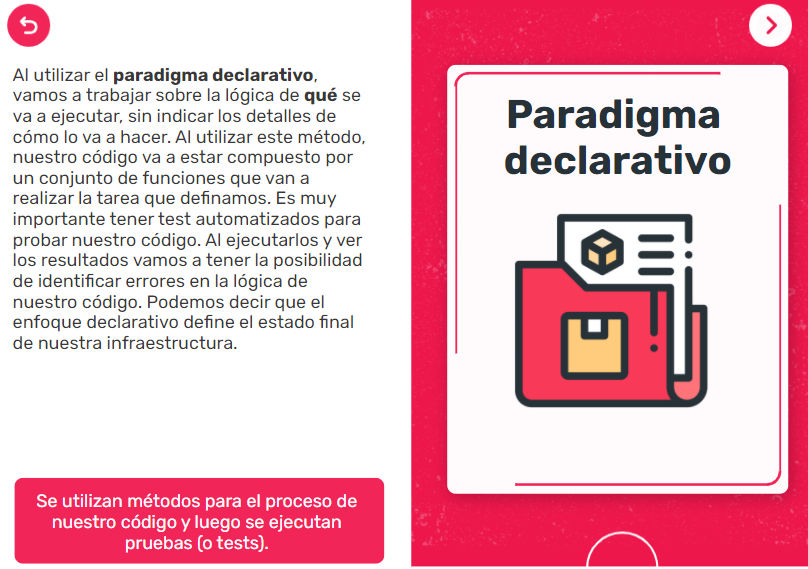 Al utilizar el paradigma declarativo,
vamos a trabajar sobre la lógica de qué se
va a ejecutar, sin indicar los detalles de
cómo lo va a hacer. Al utilizar este método,
nuestro código va a estar compuesto por
un conjunto de funciones que van a
realizar la tarea que definamos. Es muy
importante tener test automatizados para
probar nuestro código. Al ejecutarlos y ver
los resultados vamos a tener la posibilidad
de identificar errores en la lógica de
nuestro código. Podemos decir que el
enfoque declarativo define el estado final
de nuestra infraestructura.
Se utilizan métodos para el proceso de
nuestro código y luego se ejecutan
pruebas (o tests).
Paradigma
declarativo